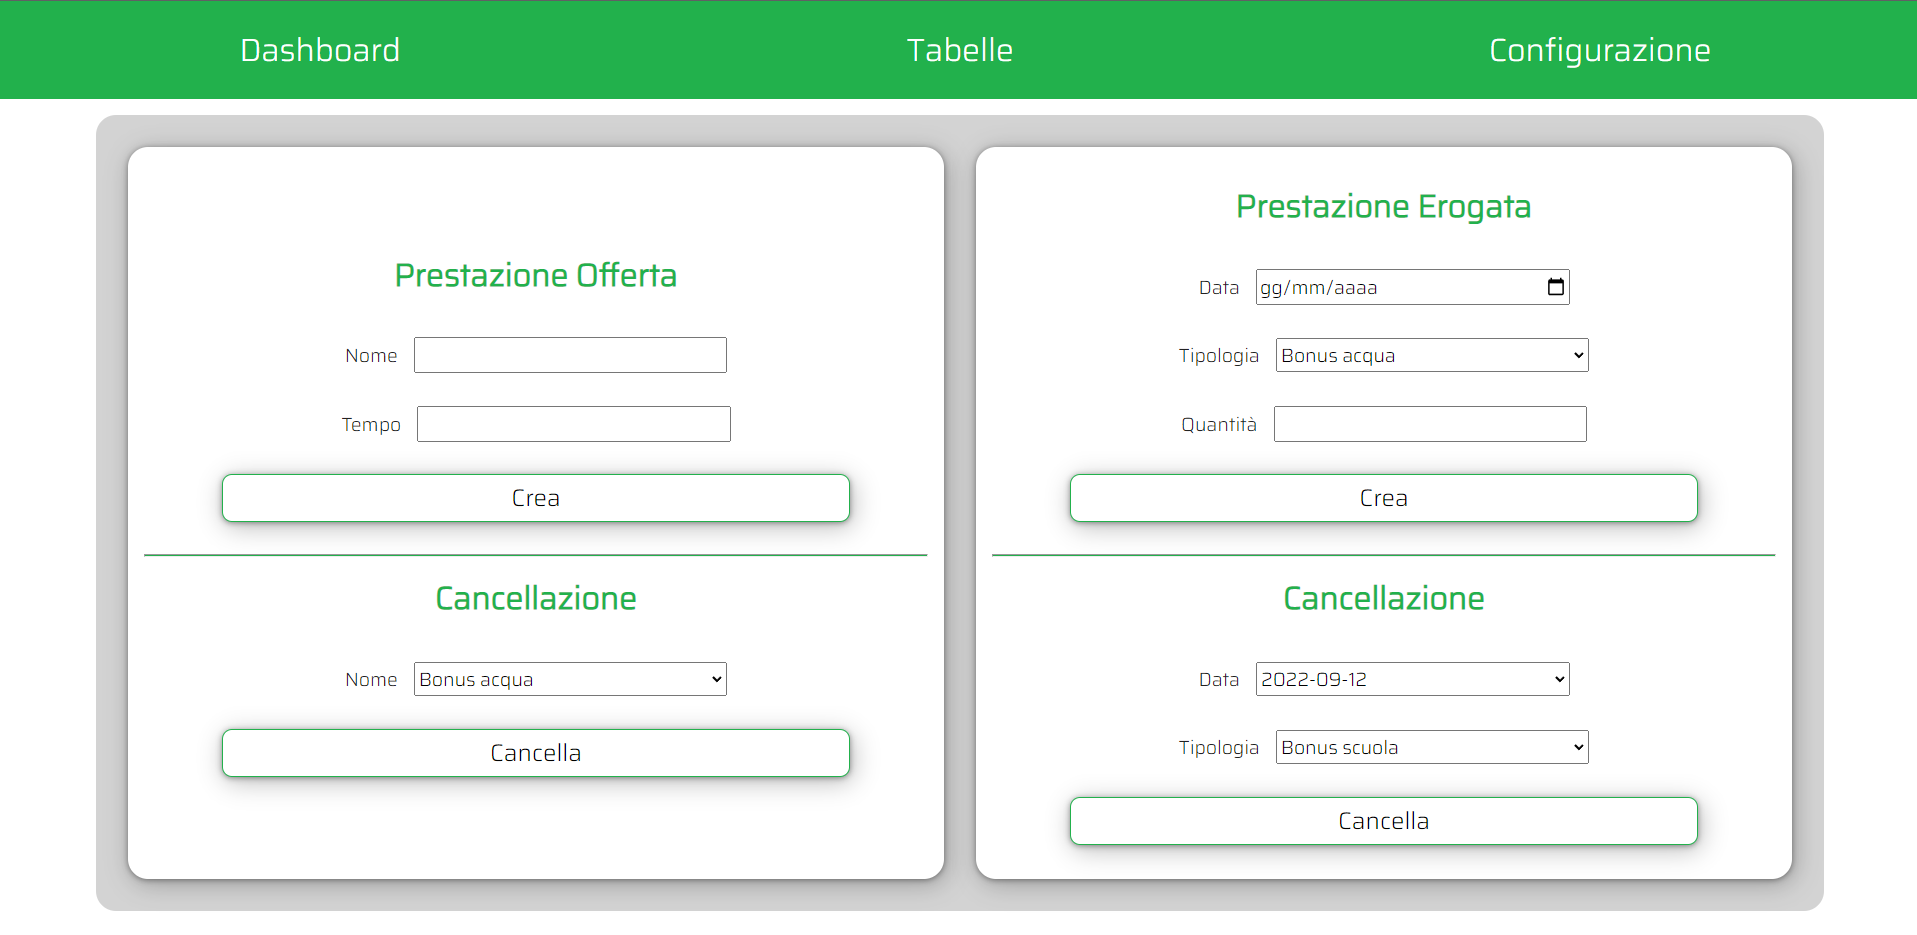 Dashboard
Tabelle
Configurazione
Prestazione Offerta
Nome
Tempo
Crea
Cancellazione
Nome Bonus acqua
Cancella
Prestazione Erogata
Data gg/mm/aaaa
Tipologia Bonus acqua
Quantità
Crea
Cancellazione
Data 2022-09-12
Tipologia Bonus scuola
Cancella